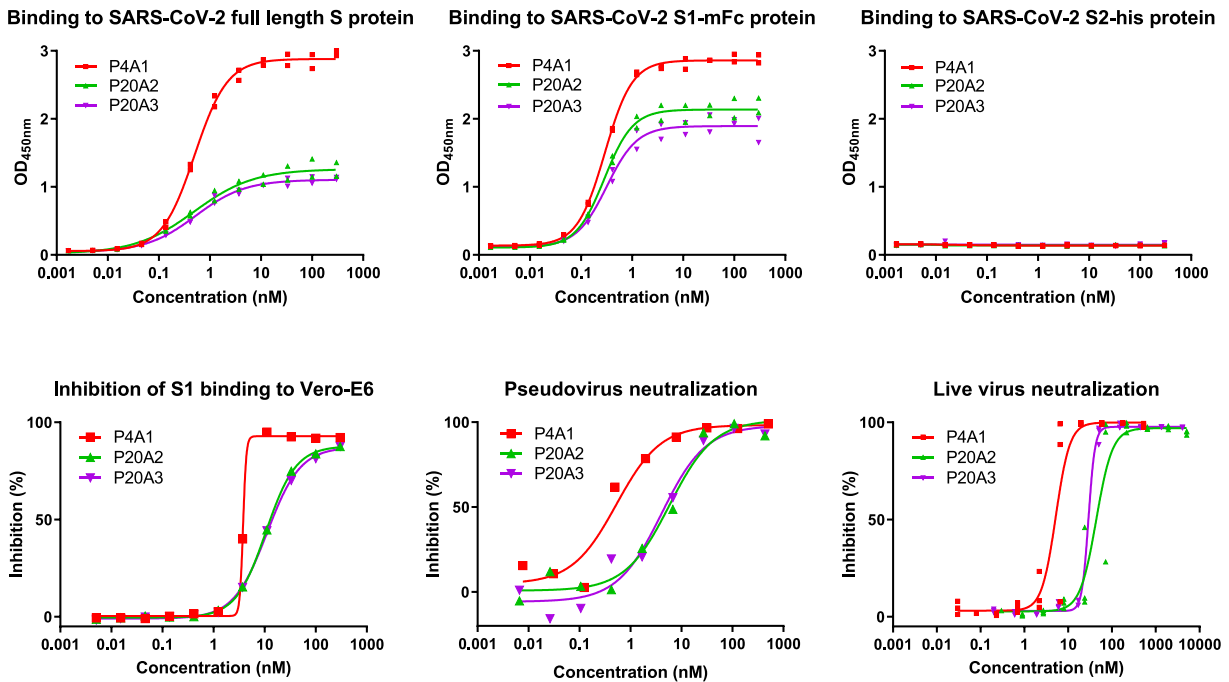 Binding to SARS-CoV-2 full length S protein
3
2
1
0
OD450nm
P4A1
P20A2
P20A3
0.001 0.01 0.1 1 10 100 1000
Concentration (nM)
Binding to SARS-CoV-2 S1-mFc protein
3
2
1
0
OD450nm
P4A1
P20A2
P20A3
0.001 0.01 0.1 1 10 100 1000
Concentration (nM)
Binding to SARS-CoV-2 S2-his protein
3
2
1
0
OD450nm
P4A1
P20A2
P20A3
0.001 0.01 0.1 1 10 100 1000
Concentration (nM)
Inhibition of S1 binding to Vero-E6
100
50
0
Inhibition (%)
P4A1
P20A2
P20A3
0.001 0.01 0.1 1 10 100 1000
Concentration (nM)
Pseudovirus neutralization
100
50
0
Inhibition (%)
P4A1
P20A2
P20A3
0.001 0.01 0.1 1 10 100 1000
Concentration (nM)
Live virus neutralization
100
50
0
Inhibition (%)
P4A1
P20A2
P20A3
0.001 0.01 0.1 1 10 100 1000 10000
Concentration (nM)